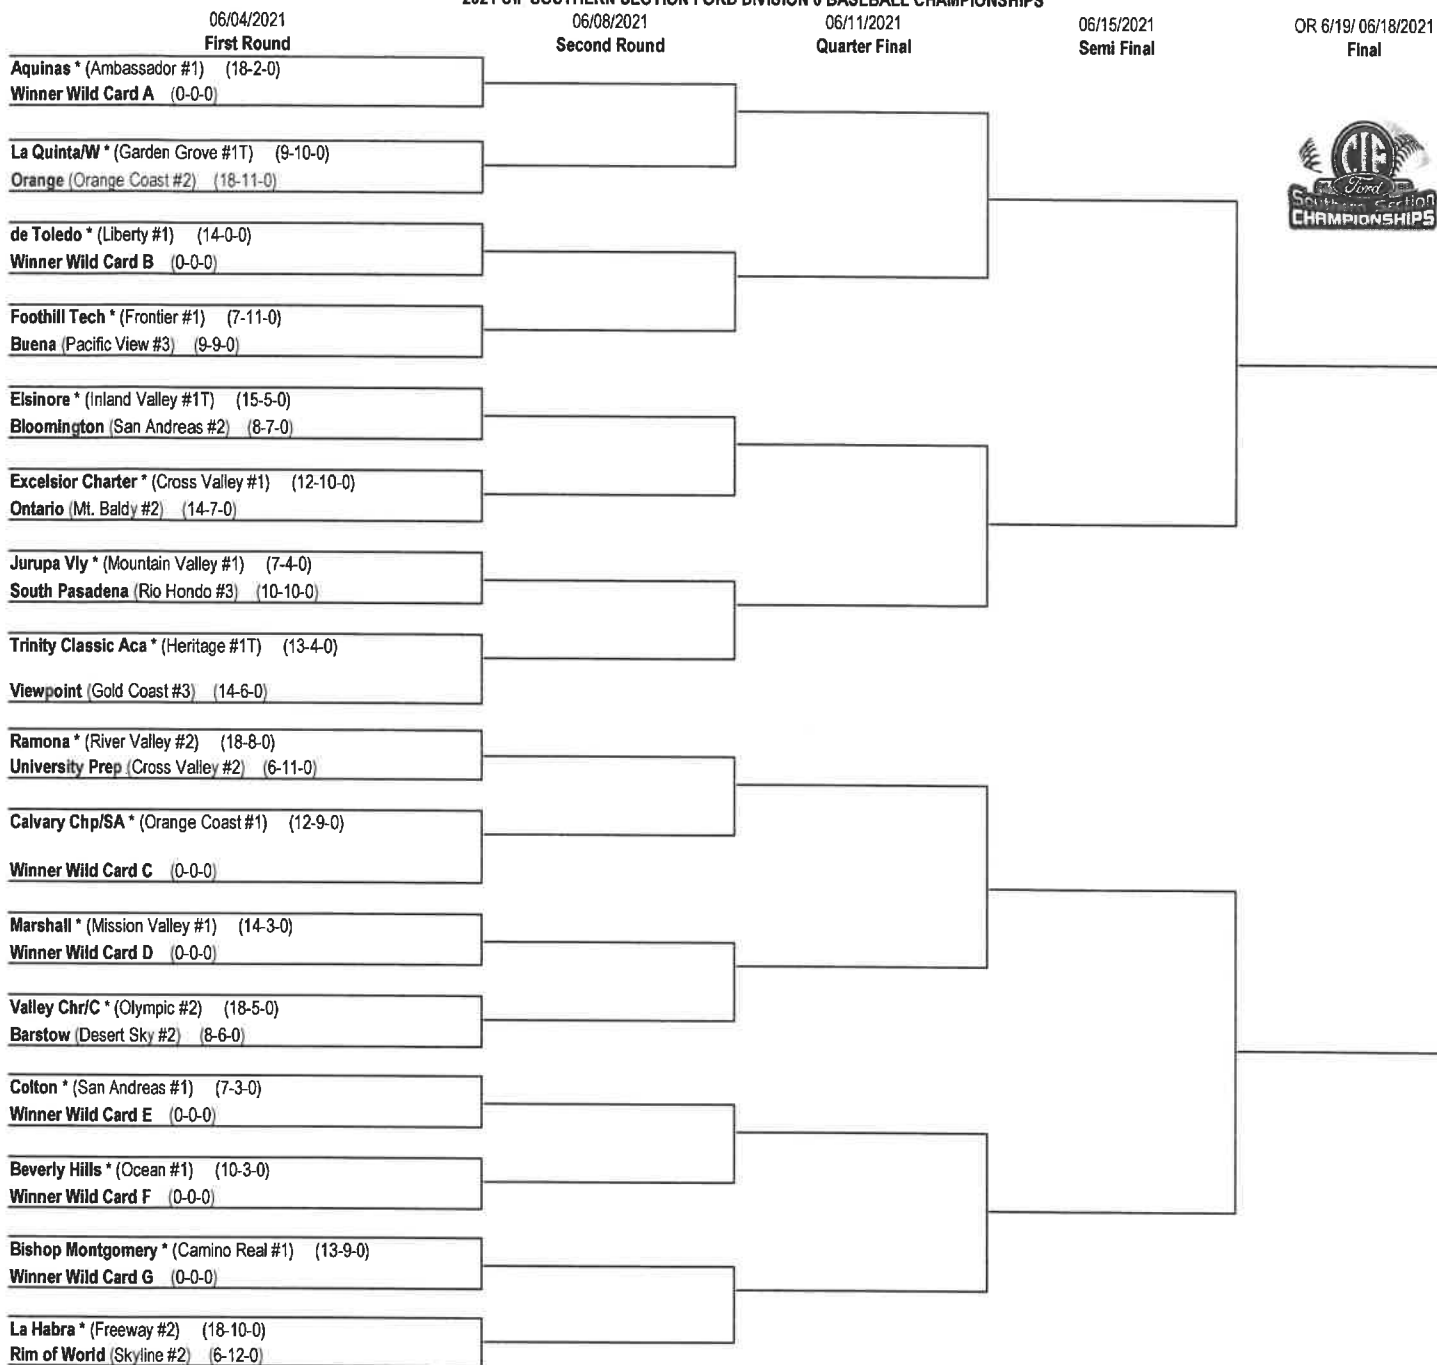 2021 CIF SOUTHERN SECTION FORD DIVISION 6 BASEBALL CHAMPIONSHIPS
06/04/2021
First Round
06/08/2021
Second Round
06/11/2021
Quarter Final
06/15/2021
Semi Final
OR 6/19/ 06/18/2021
Final
Aquinas * (Ambassador #1) (18-2-0)
Winner Wild Card A (0-0-0)
CIF
Ford
Southern Section
CHAMPIONSHIPS
La Quinta/W * (Garden Grove #1T) (9-10-0)
Orange (Orange Coast #2) (18-11-0)
de Toledo * (Liberty #1) (14-0-0)
Winner Wild Card B (0-0-0)
Foothill Tech * (Frontier #1) (7-11-0)
Buena (Pacific View #3) (9-9-0)
Elsinore * (Inland Valley #1T) (15-5-0)
Bloomington (San Andreas #2) (8-7-0)
Excelsior Charter * (Cross Valley #1) (12-10-0)
Ontario (Mt. Baldy #2) (14-7-0)
Jurupa Vly * (Mountain Valley #1) (7-4-0)
South Pasadena (Rio Hondo #3) (10-10-0)
Trinity Classic Aca * (Heritage #1T) (13-4-0)
Viewpoint (Gold Coast #3) (14-6-0)
Ramona * (River Valley #2) (18-8-0)
University Prep (Cross Valley #2) (6-11-0)
Calvary Chp/SA * (Orange Coast #1) (12-9-0)
Winner Wild Card C (0-0-0)
Marshall * (Mission Valley #1) (14-3-0)
Winner Wild Card D (0-0-0)
Valley Chr/C * (Olympic #2) (18-5-0)
Barstow (Desert Sky #2) (8-6-0)
Colton * (San Andreas #1) (7-3-0)
Winner Wild Card E (0-0-0)
Beverly Hills * (Ocean #1) (10-3-0)
Winner Wild Card F (0-0-0)
Bishop Montgomery * (Camino Real #1) (13-9-0)
Winner Wild Card G (0-0-0)
La Habra * (Freeway #2) (18-10-0)
Rim of World (Skyline #2) (6-12-0)